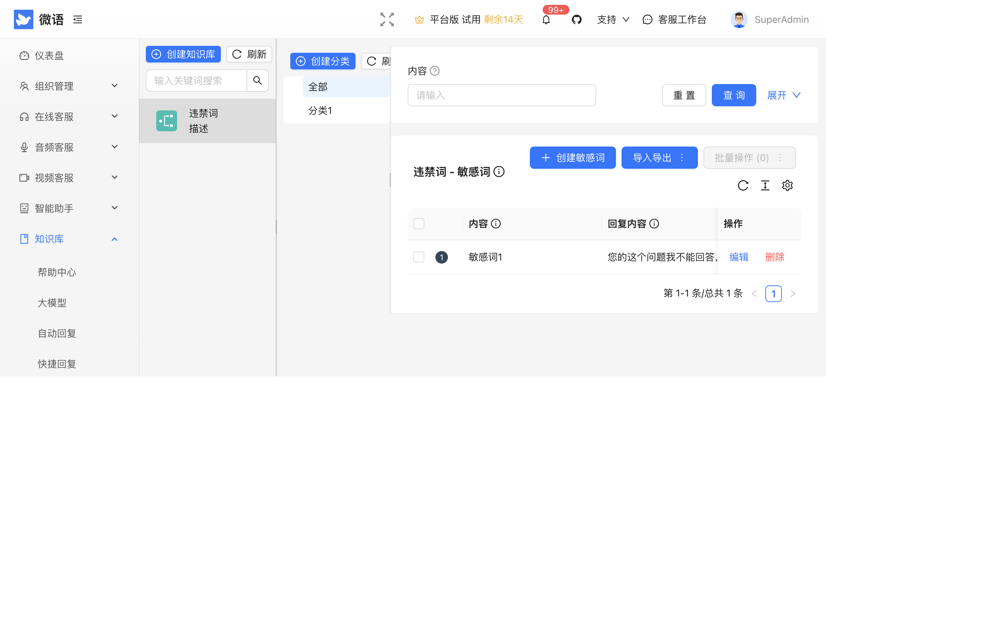 微语
平台版 试用 剩余14天
99+
支持
客服工作台
SuperAdmin
仪表盘
组织管理
在线客服
音频客服
视频客服
智能助手
知识库
帮助中心
大模型
自动回复
快捷回复
创建知识库
刷新
输入关键词搜索
违禁词
描述
创建分类
刷
全部
分类1
内容
请输入
重 置
查 询
展开
违禁词 - 敏感词
创建敏感词
导入导出
批量操作 (0)
内容
回复内容
操作
1
敏感词1
您的这个问题我不能回答，
编辑
删除
第 1-1 条/总共 1 条
1